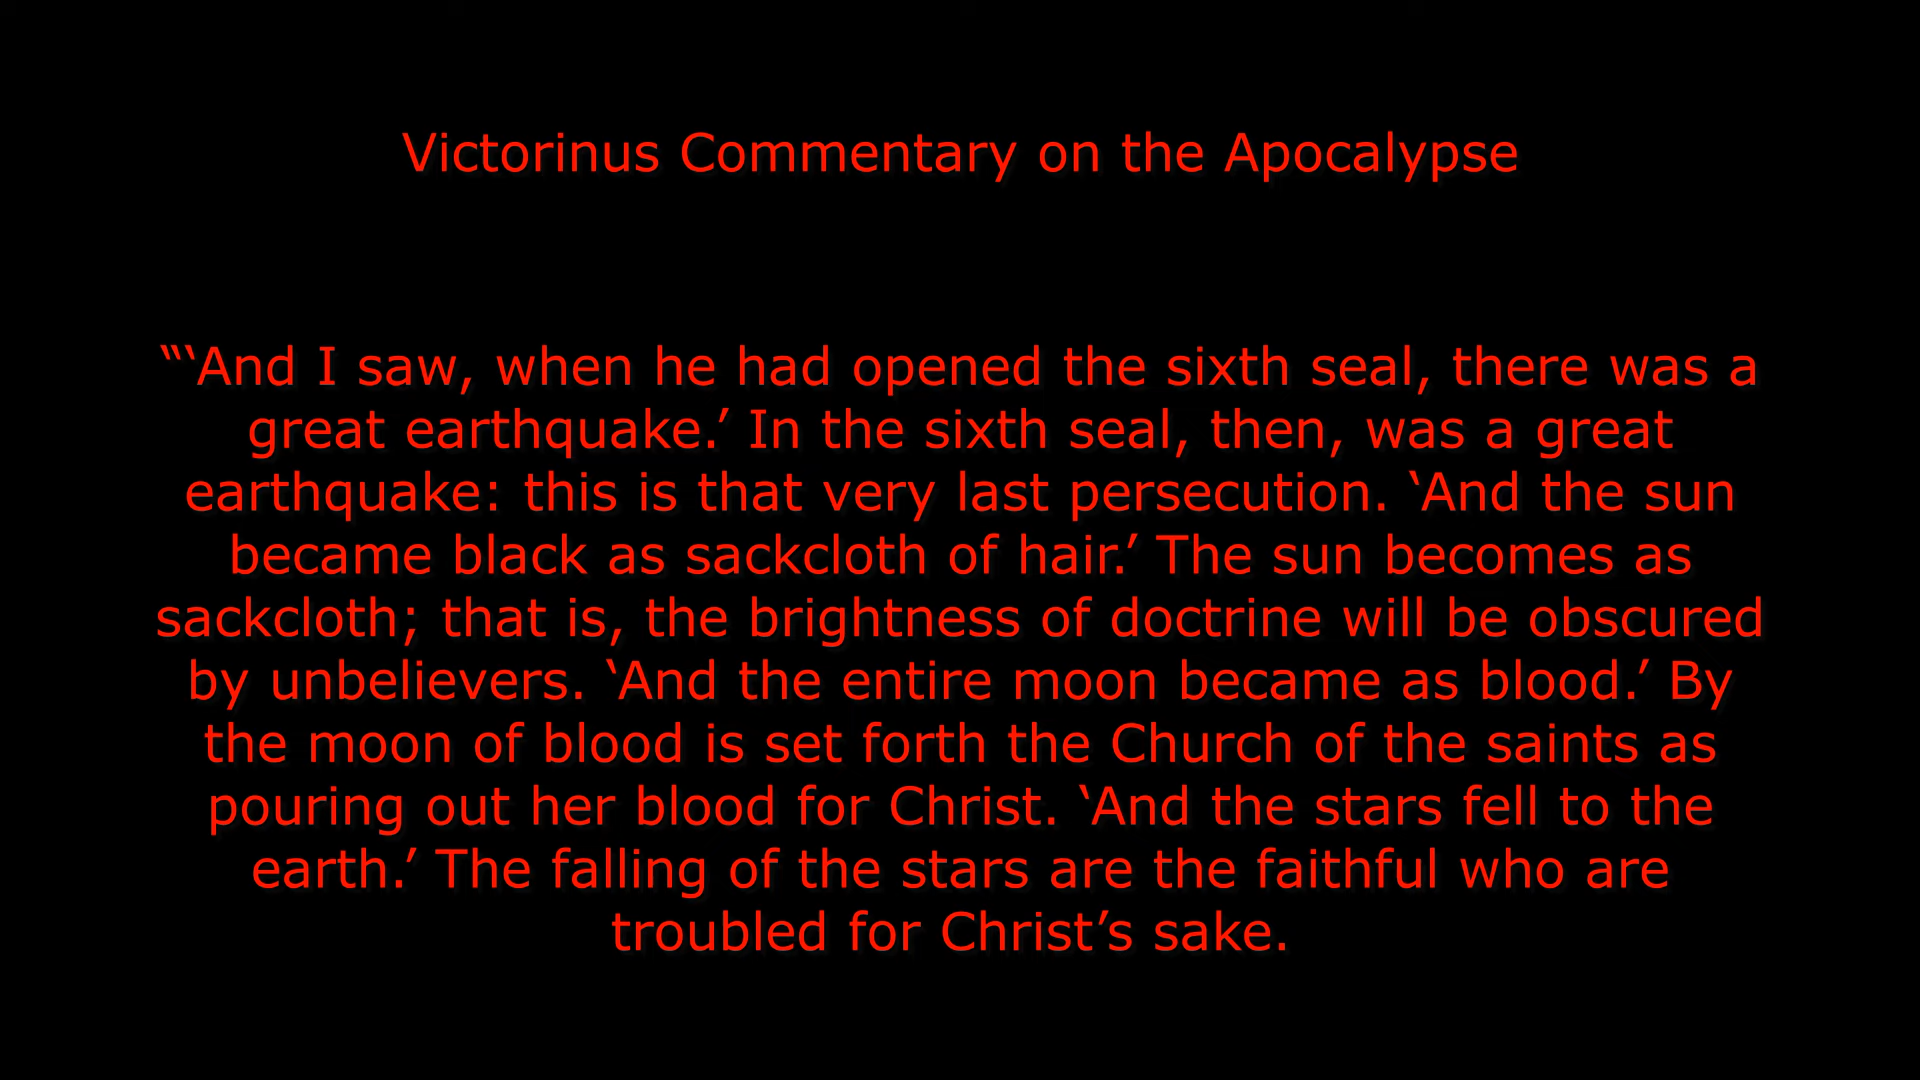 Victorinus Commentary on the Apocalypse
“‘And I saw, when he had opened the sixth seal, there was a
great earthquake.’ In the sixth seal, then, was a great
earthquake: this is that very last persecution. ‘And the sun
became black as sackcloth of hair.’ The sun becomes as
sackcloth; that is, the brightness of doctrine will be obscured
by unbelievers. ‘And the entire moon became as blood.’ By
the moon of blood is set forth the Church of the saints as
pouring out her blood for Christ. ‘And the stars fell to the
earth.’ The falling of the stars are the faithful who are
troubled for Christ’s sake.